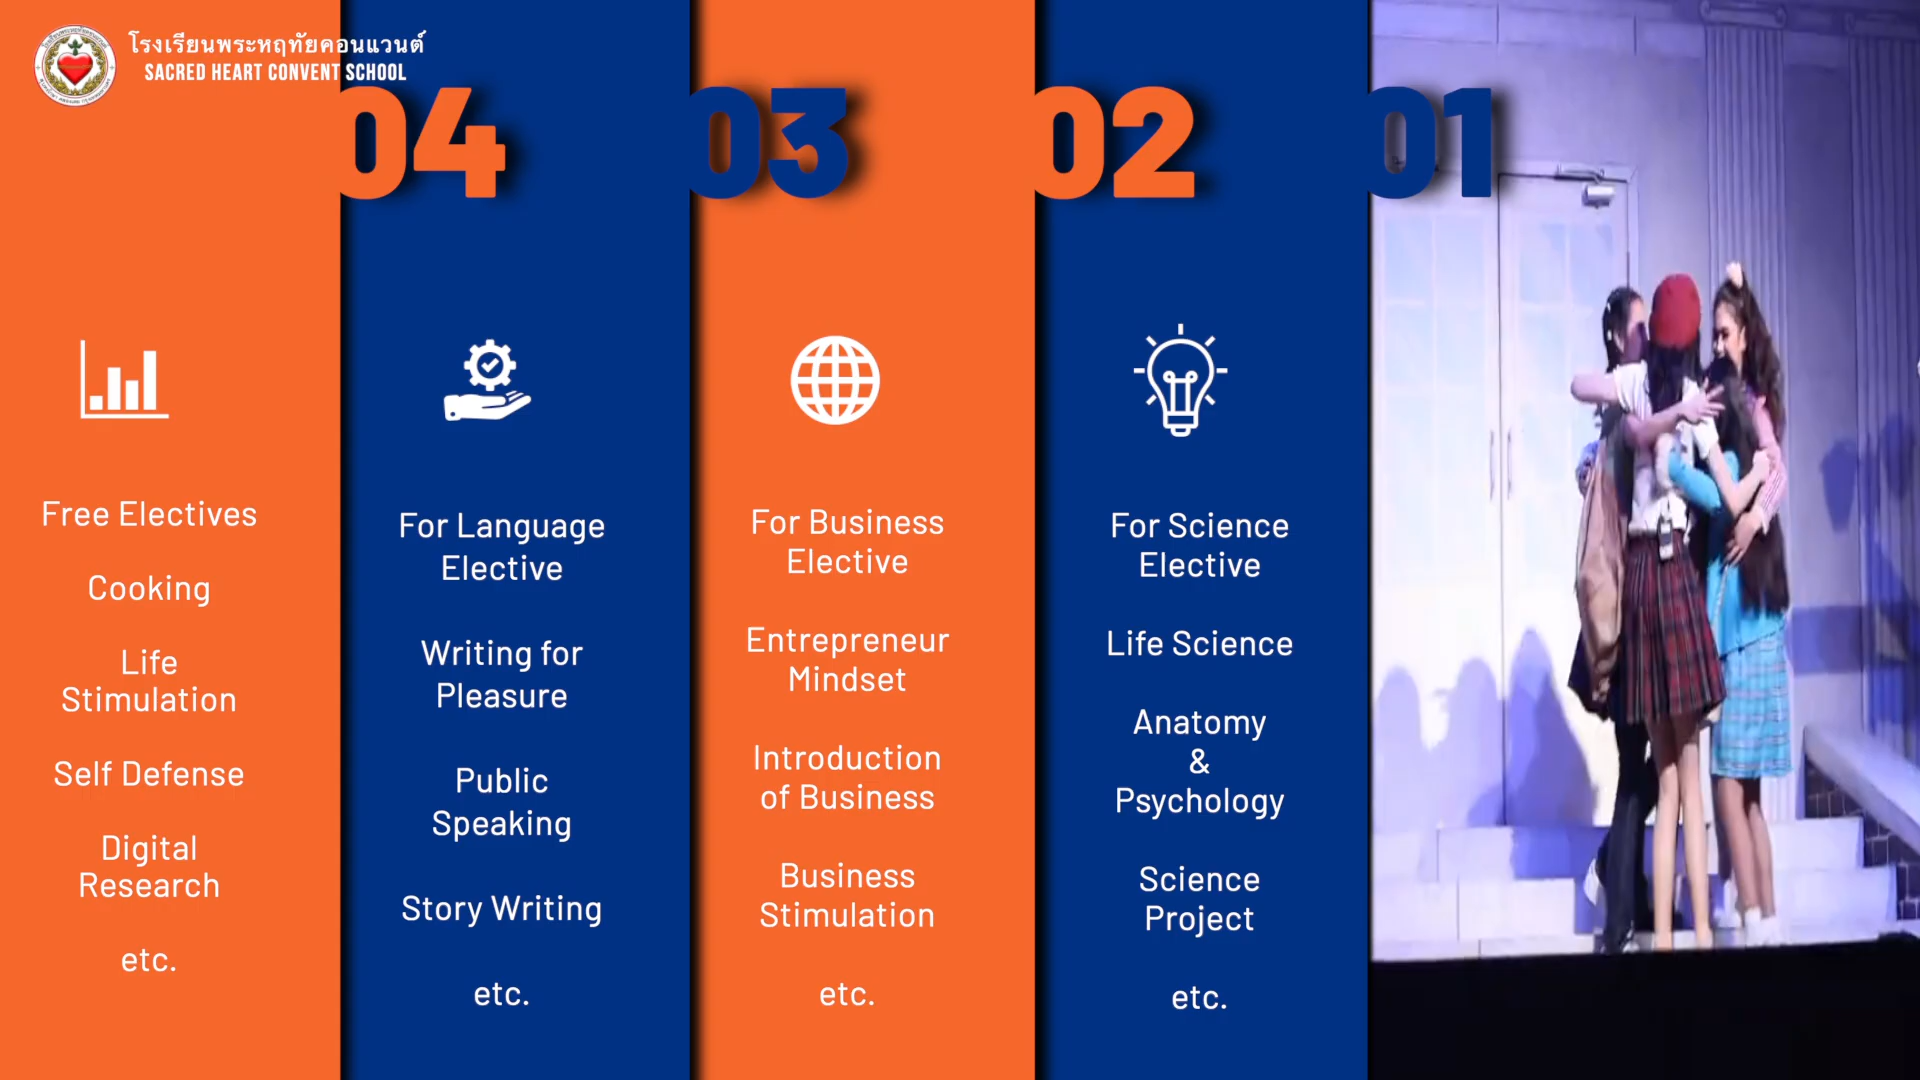 โรงเรียนพระหฤทัยคอนแวนต์
SACRED HEART CONVENT SCHOOL
04
03
02
01
Free Electives
Cooking
Life
Stimulation
Self Defense
Digital
Research
etc.
For Language
Elective
Writing for
Pleasure
Public
Speaking
Story Writing
etc.
For Business
Elective
Entrepreneur
Mindset
Introduction
of Business
Business
Stimulation
etc.
For Science
Elective
Life Science
Anatomy
&
Psychology
Science
Project
etc.